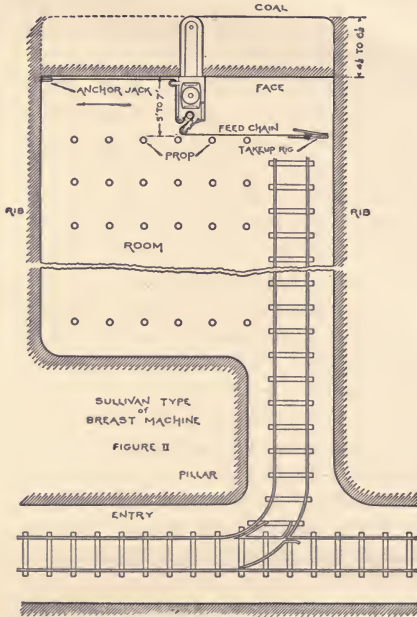 COAL
4½ TO 6½
ANCHOR JACK
5' TO 7'
FACE
FEED CHAIN
PROP
TAKEUP RIG
RIB
RIB
ROOM
SULLIVAN TYPE
of
BREAST MACHINE
FIGURE II
PILLAR
ENTRY